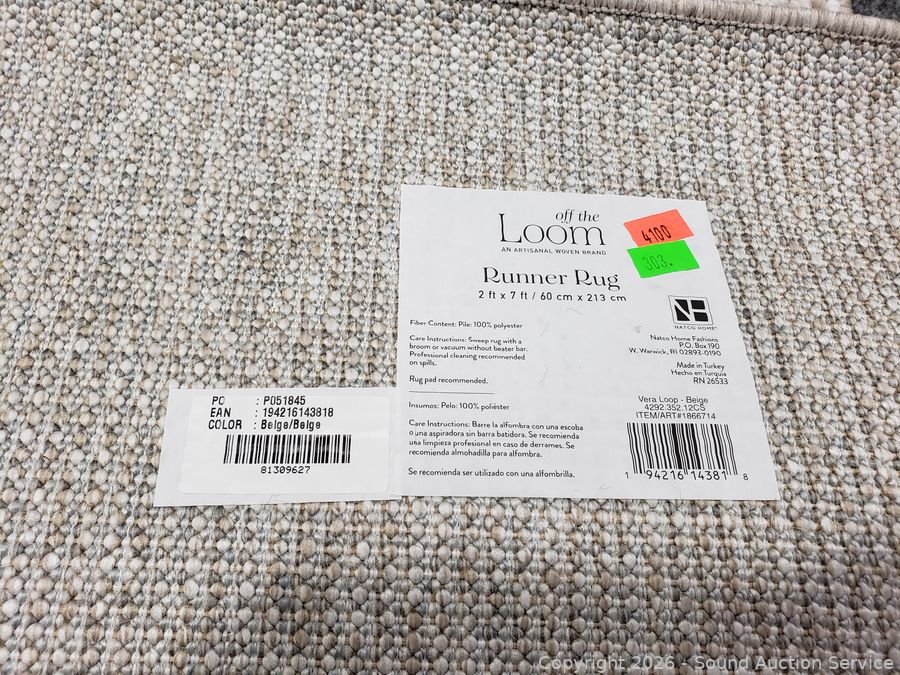 off the
Loom
AN ARTISANAL WOVEN BRAND
4100
303.
Runner Rug
2 ft x 7 ft / 60 cm x 213 cm
NATCO HOME®
Fiber Content: Pile: 100% polyester
Care Instructions: Sweep rug with a
broom or vacuum without beater bar.
Professional cleaning recommended
on spills.
Rug pad recommended.
Natco Home Fashions
P.O. Box 190
W. Warwick, RI 02893-0190
Made in Turkey
Hecho en Turquía
RN 26533
Insumos: Pelo: 100% poliéster
Care Instructions: Barre la alfombra con una escoba
o una aspiradora sin barra batidora. Se recomienda
una limpieza profesional en caso de derrames. Se
recomienda almohadilla para alfombra.
Se recomienda ser utilizado con una alfombrilla.
Vera Loop - Beige
4292.352.12CS
ITEM/ART#1866714
1 94216 14381 8
PO : P051845
EAN : 194216143818
COLOR : Beige/Beige
81309627
Copyright 2026 - Sound Auction Service